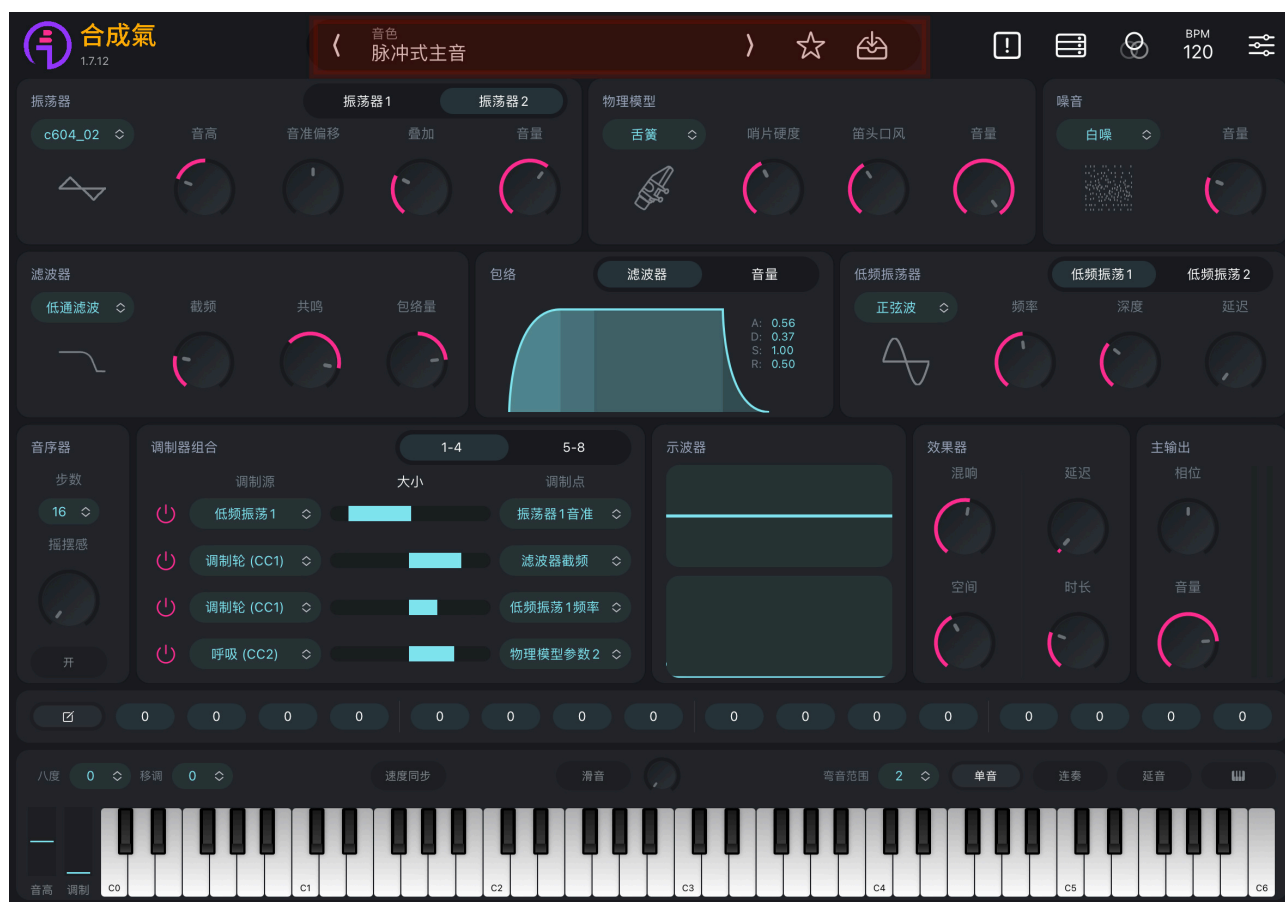 合成氣
1.7.12
音色
脉冲式主音
BPM
120
振荡器
振荡器1
振荡器2
c604_02
音高
音准偏移
叠加
音量
物理模型
舌簧
哨片硬度
笛头口风
音量
噪音
白噪
音量
滤波器
低通滤波
截频
共鸣
包络量
包络
滤波器
音量
A: 0.56
D: 0.37
S: 1.00
R: 0.50
低频振荡器
低频振荡1
低频振荡2
正弦波
频率
深度
延迟
音序器
步数
16
摇摆感
开
调制器组合
1-4
5-8
调制源
大小
调制点
低频振荡1
振荡器1音准
调制轮 (CC1)
滤波器截频
调制轮 (CC1)
低频振荡1频率
呼吸 (CC2)
物理模型参数2
示波器
效果器
混响
延迟
空间
时长
主输出
相位
音量
0 0 0 0 0 0 0 0 0 0 0 0 0 0 0 0
八度 0 移调 0 速度同步 滑音 弯音范围 2 单音 连奏 延音
音高 调制 C0 C1 C2 C3 C4 C5 C6